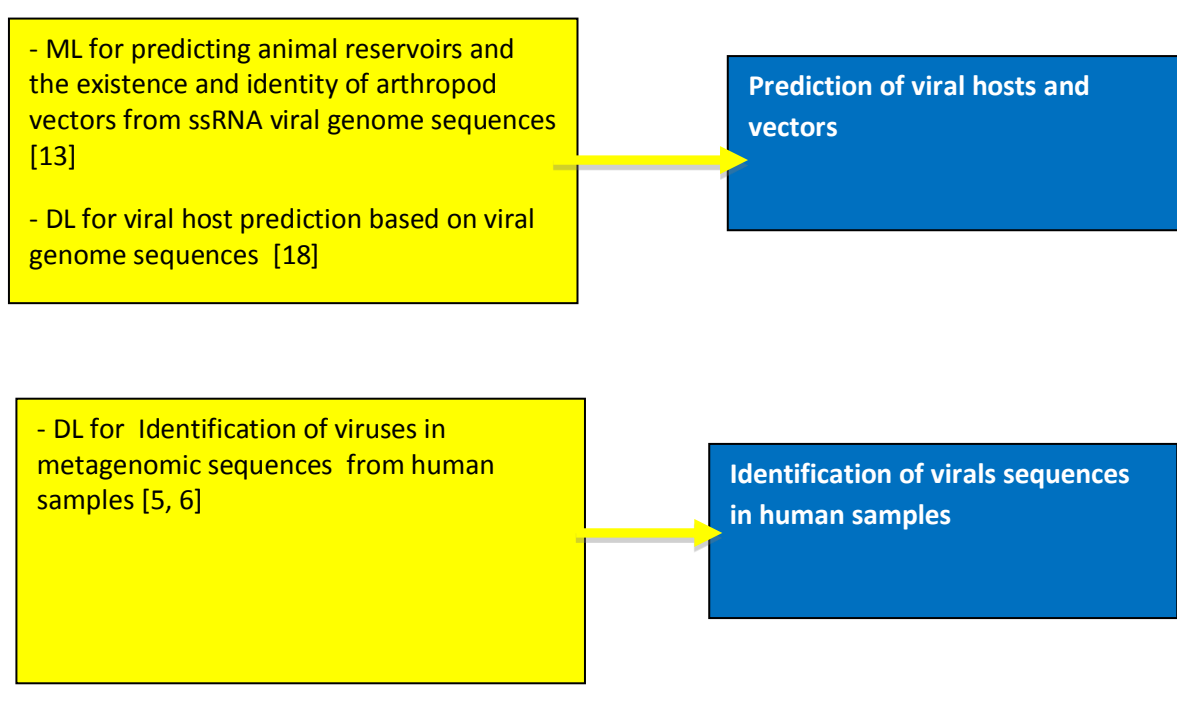 - ML for predicting animal reservoirs and
the existence and identity of arthropod
vectors from ssRNA viral genome sequences
[13]
- DL for viral host prediction based on viral
genome sequences  [18]
Prediction of viral hosts and
vectors
- DL for  Identification of viruses in
metagenomic sequences  from human
samples [5, 6]
Identification of virals sequences
in human samples